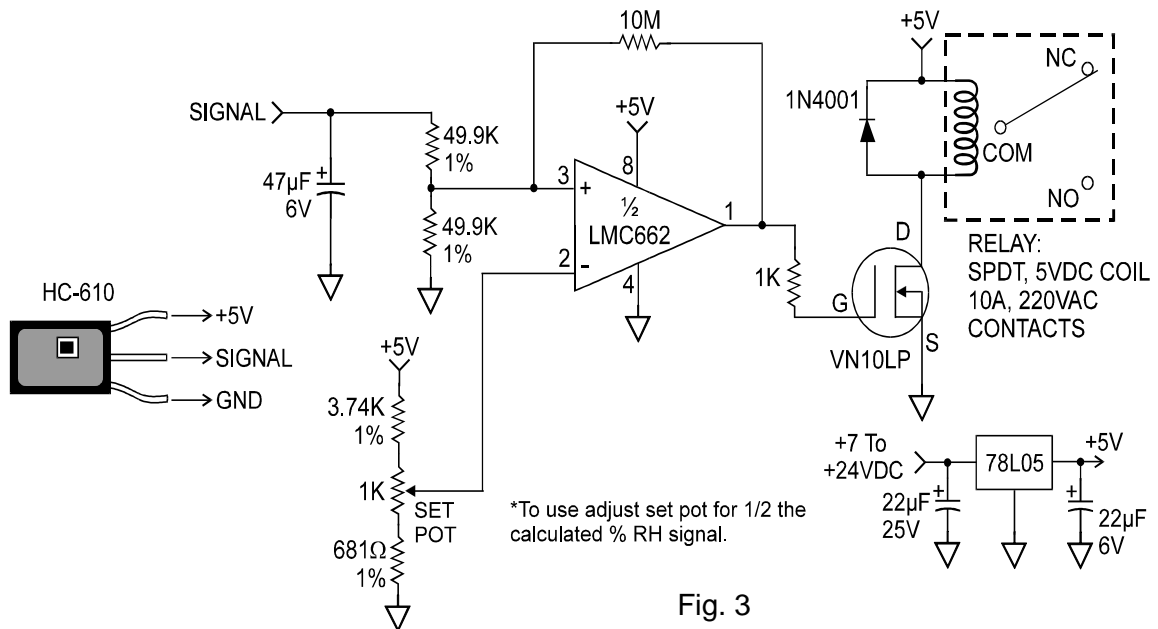 10M
+5V
NC
1N4001
COM
NO
SIGNAL
49.9K
1%
47µF
6V
+
49.9K
1%
+5V
8
3
+
½
LMC662
1
2
-
4
1K
D
G
S
VN10LP
RELAY:
SPDT, 5VDC COIL
10A, 220VAC
CONTACTS
HC-610
+5V
SIGNAL
GND
+5V
3.74K
1%
1K
SET
POT
681Ω
1%
*To use adjust set pot for 1/2 the
calculated % RH signal.
+7 To
+24VDC
78L05
+5V
+
22µF
25V
+
22µF
6V
Fig. 3